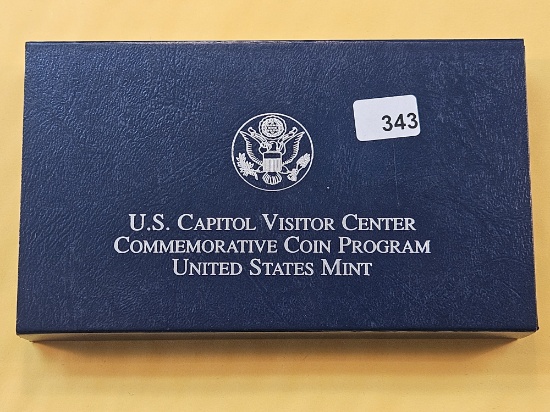 343
U.S. CAPITOL VISITOR CENTER
COMMEMORATIVE COIN PROGRAM
UNITED STATES MINT